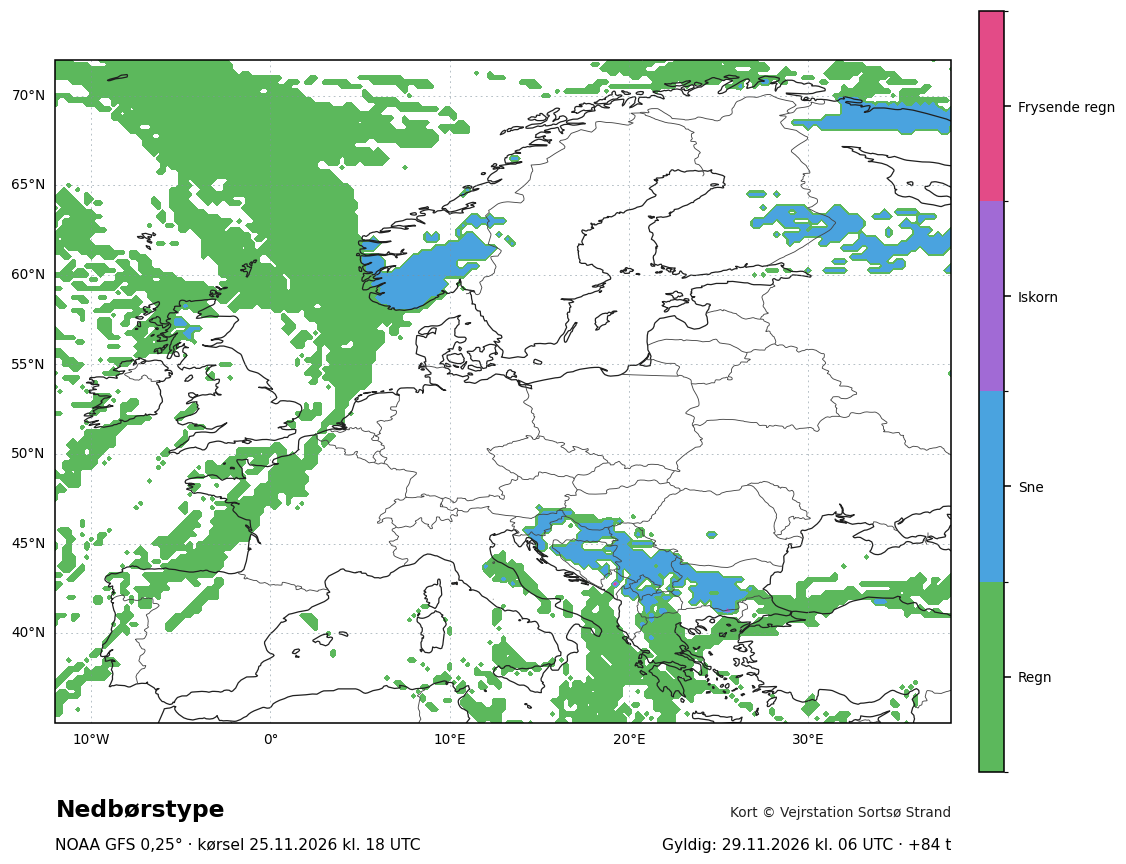 70°N
65°N
60°N
55°N
50°N
45°N
40°N
10°W
0°
10°E
20°E
30°E
Frysende regn
Iskorn
Sne
Regn
Nedbørstype
Kort © Vejrstation Sortsø Strand
NOAA GFS 0,25° · kørsel 25.11.2026 kl. 18 UTC
Gyldig: 29.11.2026 kl. 06 UTC · +84 t